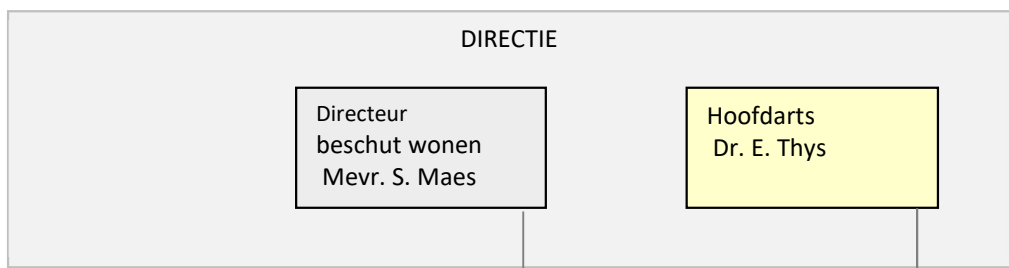 DIRECTIE
Directeur
beschut wonen
Mevr. S. Maes
Hoofdarts
Dr. E. Thys